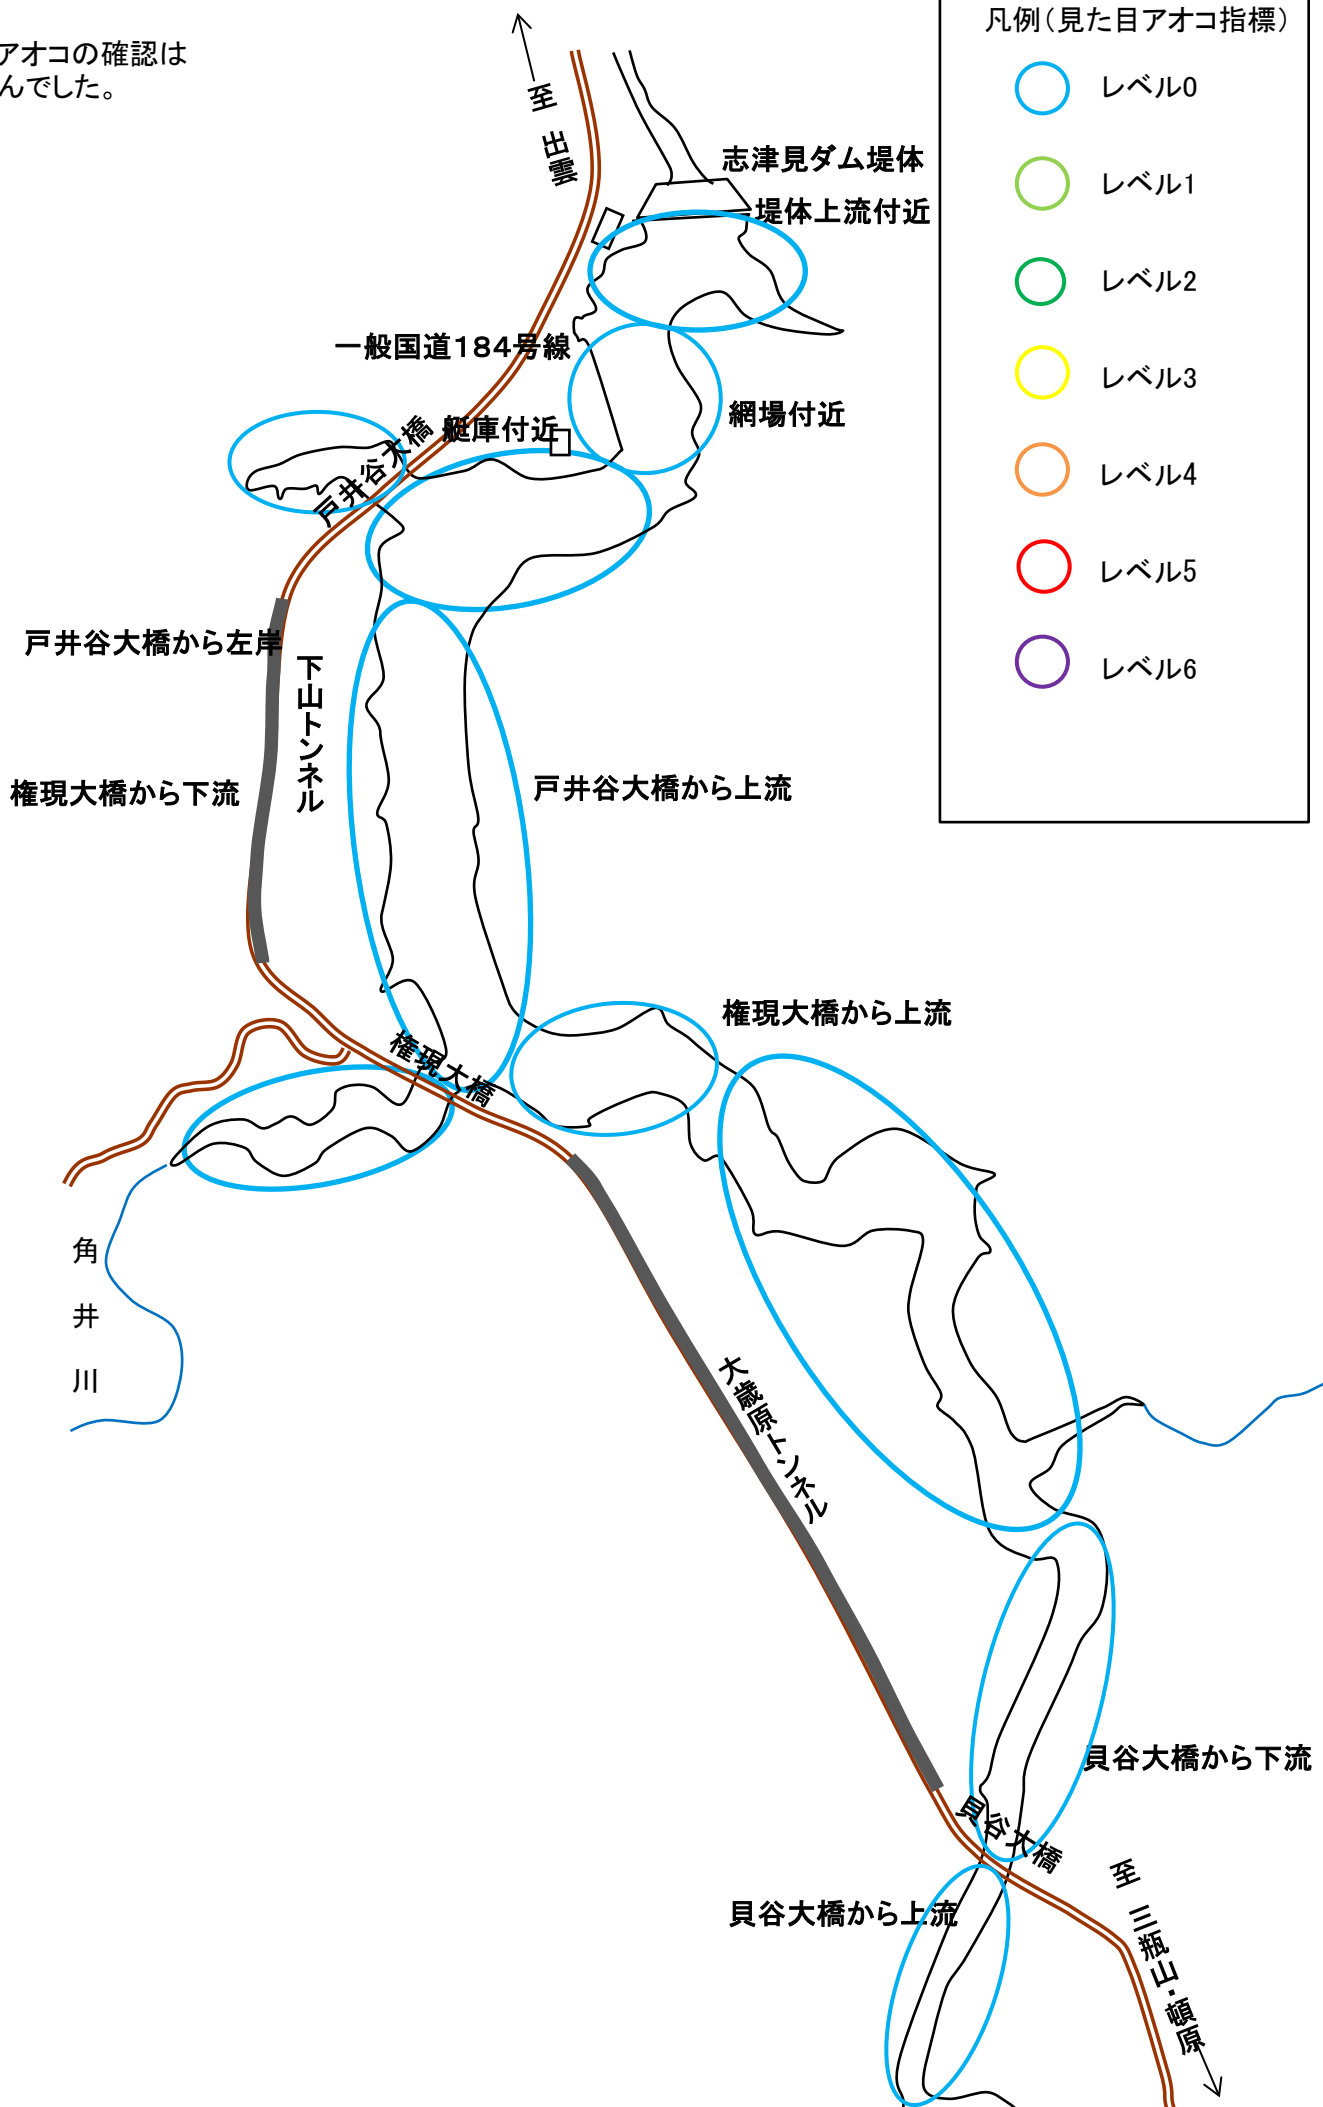 アオコの確認は
んでした。
凡例（見た目アオコ指標）
レベル0
レベル1
レベル2
レベル3
レベル4
レベル5
レベル6
至 出雲
志津見ダム堤体
堤体上流付近
一般国道184号線
網場付近
艇庫付近
戸井谷大橋
戸井谷大橋から左岸
下山トンネル
権現大橋から下流
戸井谷大橋から上流
権現大橋から上流
権現大橋
角井川
大歳原トンネル
貝谷大橋から下流
貝谷大橋
貝谷大橋から上流
至 三瓶山・頓原